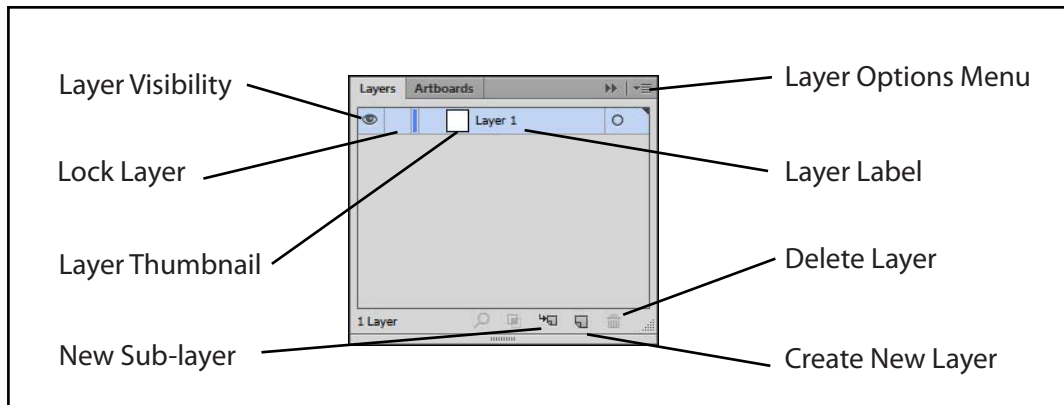 Layer Visibility
Layer Options Menu
Layers Artboards
Layer 1
Lock Layer
Layer Label
Layer Thumbnail
Delete Layer
1 Layer
New Sub-layer
Create New Layer